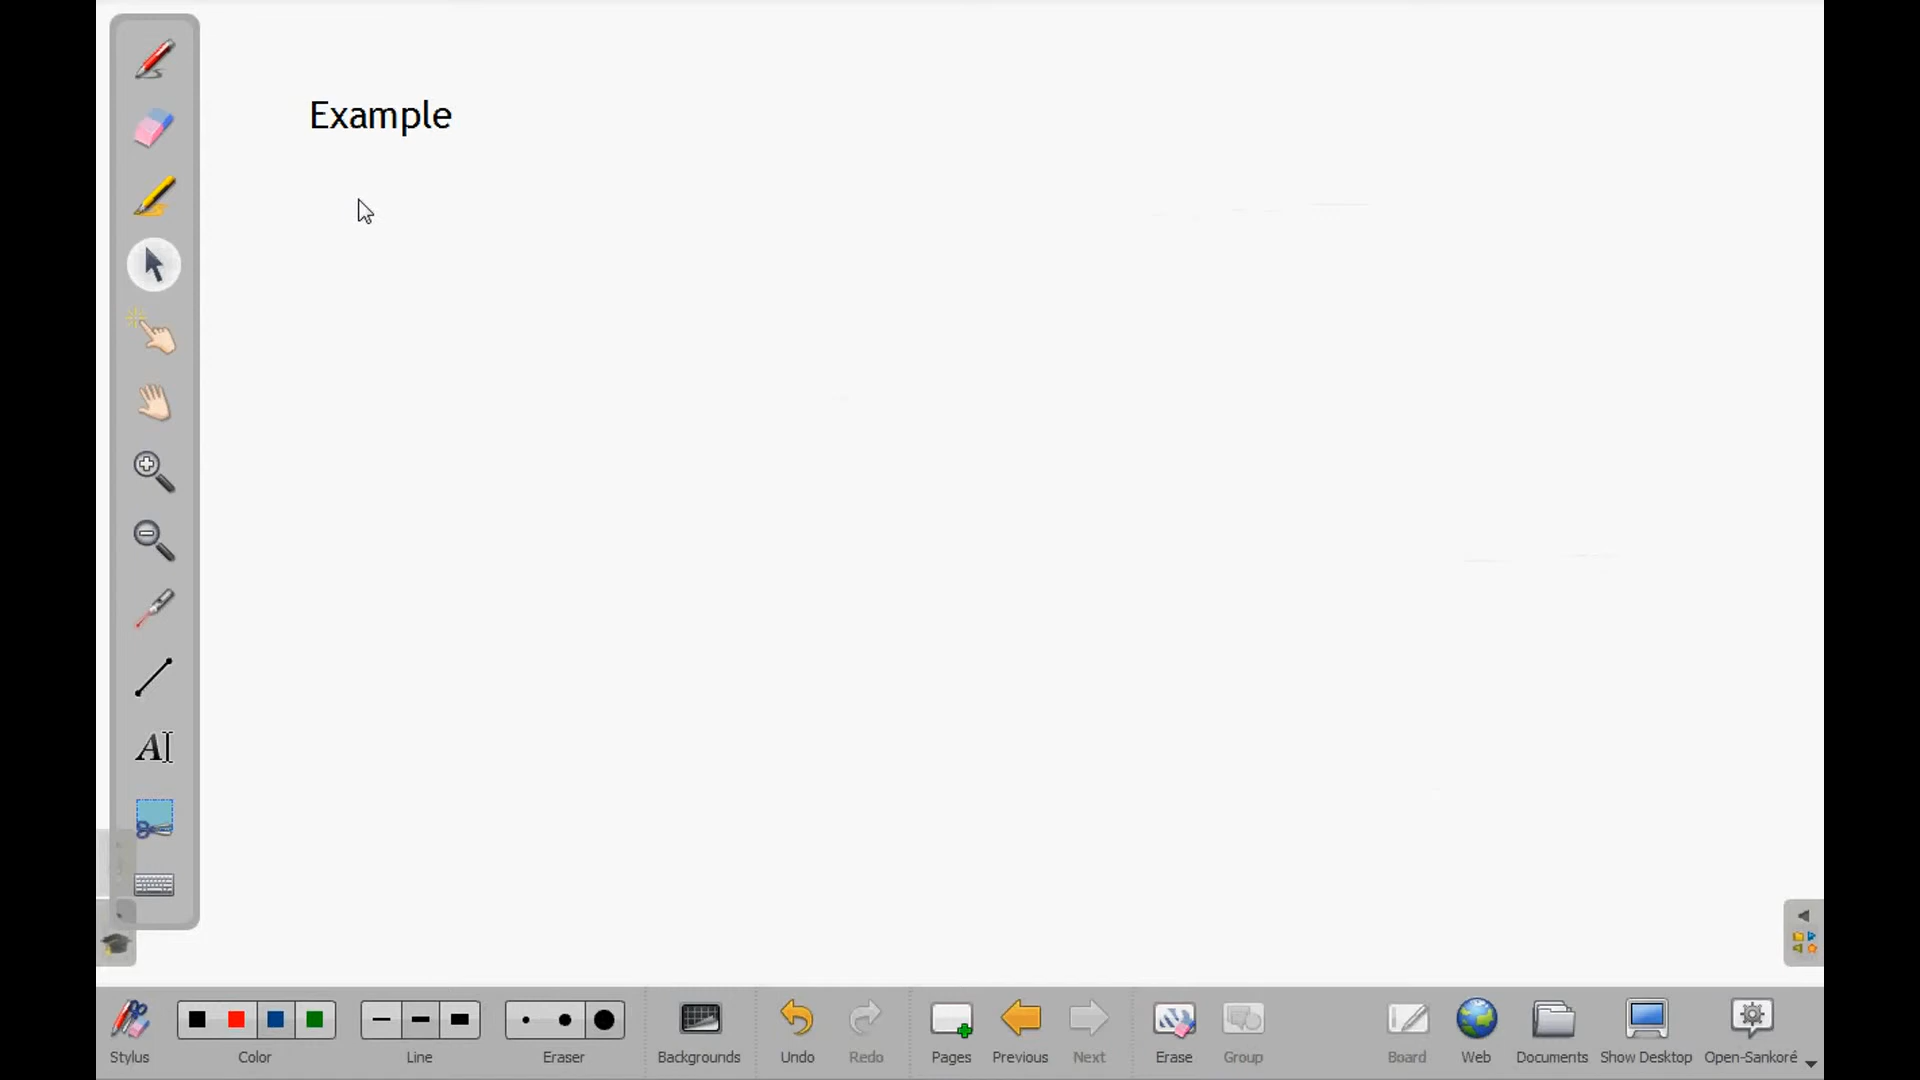 Example
AI
Stylus
Color
Line
Eraser
Backgrounds
Undo
Redo
Pages
Previous
Next
Erase
Group
Board
Web
Documents
Show Desktop
Open-Sankoré